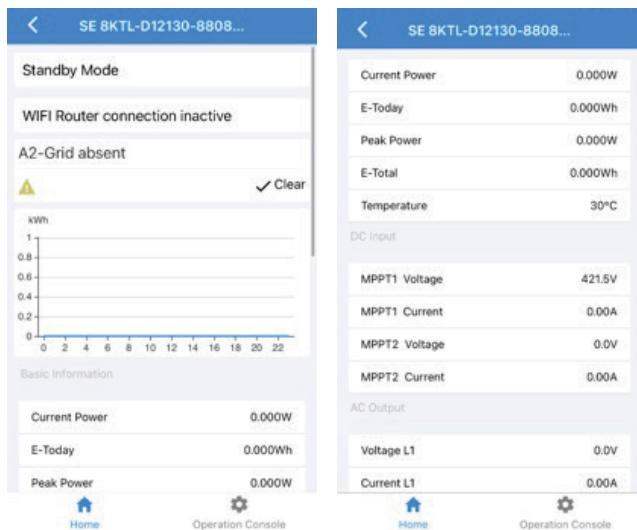 SE 8KTL-D12130-8808...
Standby Mode
WIFI Router connection inactive
A2-Grid absent
Clear
kWh
1
0.8
0.6
0.4
0.2
0
0 2 4 6 8 10 12 14 16 18 20 22
Basic Information
Current Power 0.000W
E-Today 0.000Wh
Peak Power 0.000W
Home Operation Console
SE 8KTL-D12130-8808...
Current Power 0.000W
E-Today 0.000Wh
Peak Power 0.000W
E-Total 0.000Wh
Temperature 30°C
DC Input
MPPT1 Voltage 421.5V
MPPT1 Current 0.00A
MPPT2 Voltage 0.0V
MPPT2 Current 0.00A
AC Output
Voltage L1 0.0V
Current L1 0.00A
Home Operation Console